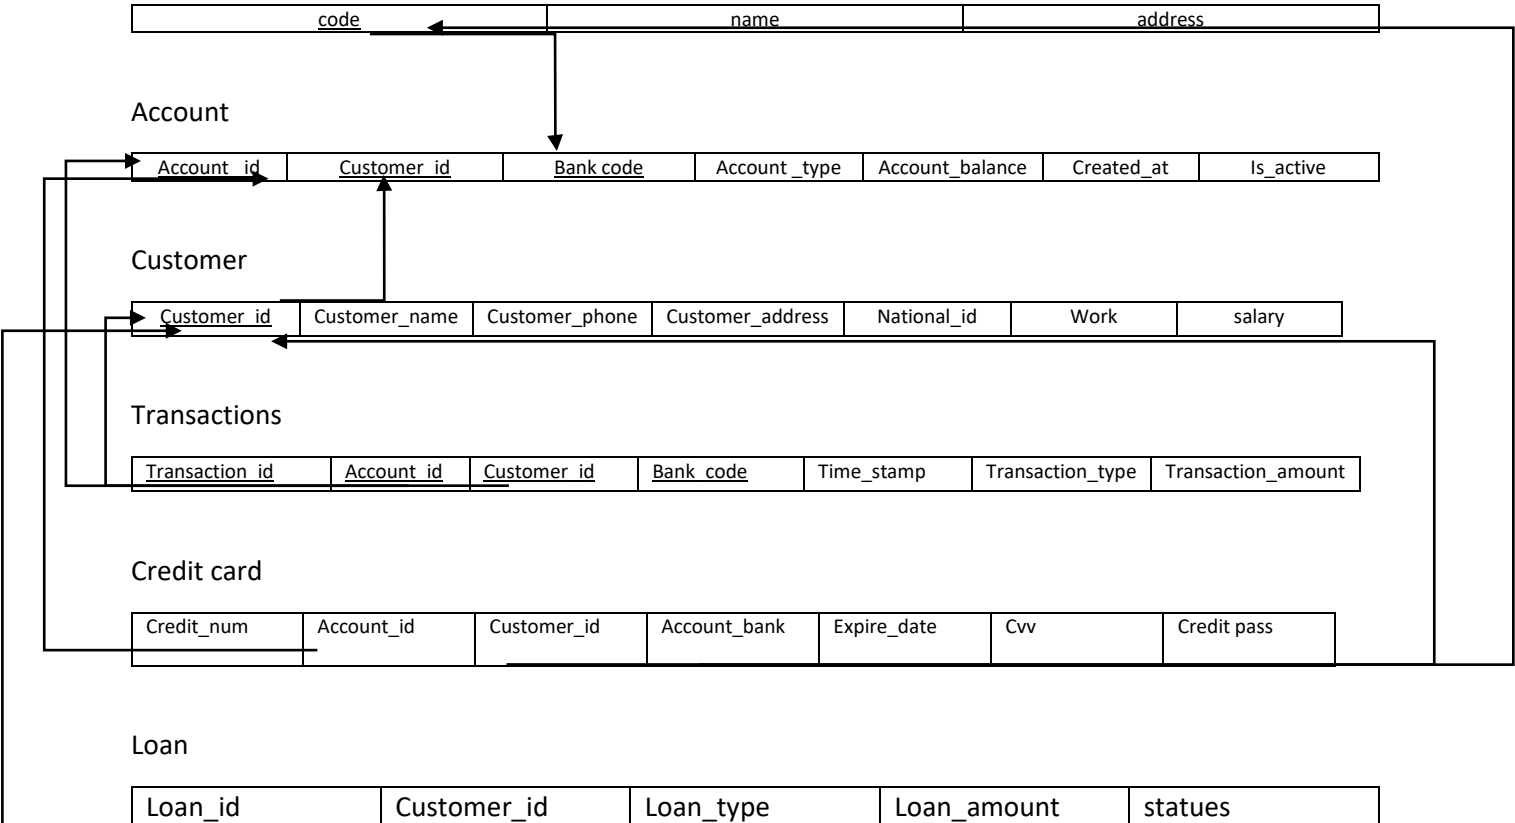 code name address
Account
Account_id Customer_id Bank code Account _type Account_balance Created_at Is_active
Customer
Customer_id Customer_name Customer_phone Customer_address National_id Work salary
Transactions
Transaction_id Account_id Customer_id Bank_code Time_stamp Transaction_type Transaction_amount
Credit card
Credit_num Account_id Customer_id Account_bank Expire_date Cvv Credit pass
Loan
Loan_id Customer_id Loan_type Loan_amount statues